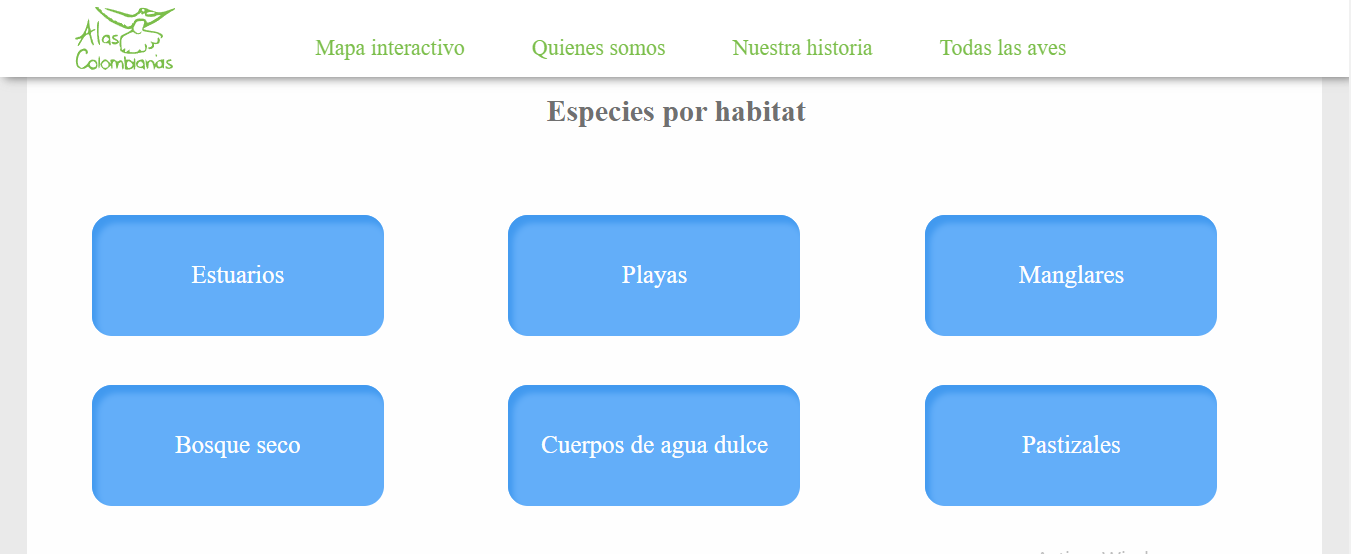 Alas
Colombianas
Mapa interactivo
Quienes somos
Nuestra historia
Todas las aves
Especies por habitat
Estuarios
Playas
Manglares
Bosque seco
Cuerpos de agua dulce
Pastizales